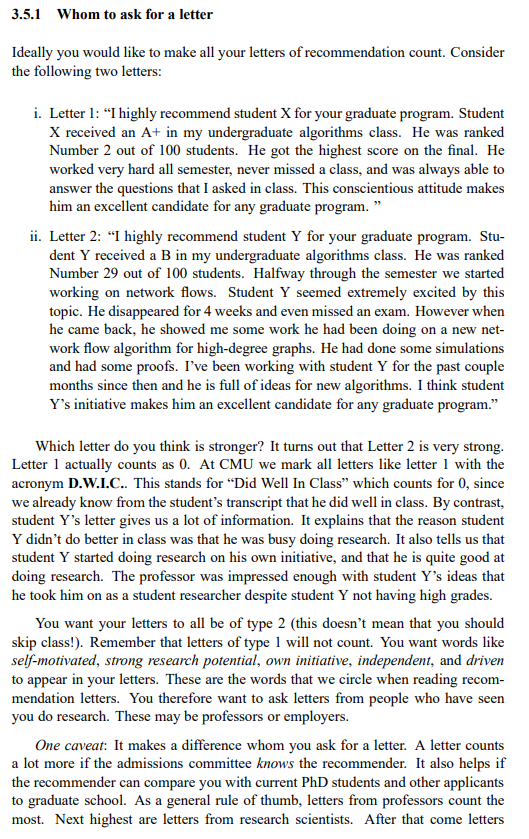 3.5.1 Whom to ask for a letter
Ideally you would like to make all your letters of recommendation count. Consider
the following two letters:
i. Letter 1: “I highly recommend student X for your graduate program. Student
X received an A+ in my undergraduate algorithms class. He was ranked
Number 2 out of 100 students. He got the highest score on the final. He
worked very hard all semester, never missed a class, and was always able to
answer the questions that I asked in class. This conscientious attitude makes
him an excellent candidate for any graduate program. ”
ii. Letter 2: “I highly recommend student Y for your graduate program. Stu-
dent Y received a B in my undergraduate algorithms class. He was ranked
Number 29 out of 100 students. Halfway through the semester we started
working on network flows. Student Y seemed extremely excited by this
topic. He disappeared for 4 weeks and even missed an exam. However when
he came back, he showed me some work he had been doing on a new net-
work flow algorithm for high-degree graphs. He had done some simulations
and had some proofs. I’ve been working with student Y for the past couple
months since then and he is full of ideas for new algorithms. I think student
Y’s initiative makes him an excellent candidate for any graduate program.”
Which letter do you think is stronger? It turns out that Letter 2 is very strong.
Letter 1 actually counts as 0. At CMU we mark all letters like letter 1 with the
acronym D.W.I.C.. This stands for “Did Well In Class” which counts for 0, since
we already know from the student’s transcript that he did well in class. By contrast,
student Y’s letter gives us a lot of information. It explains that the reason student
Y didn’t do better in class was that he was busy doing research. It also tells us that
student Y started doing research on his own initiative, and that he is quite good at
doing research. The professor was impressed enough with student Y’s ideas that
he took him on as a student researcher despite student Y not having high grades.
You want your letters to all be of type 2 (this doesn’t mean that you should
skip class!). Remember that letters of type 1 will not count. You want words like
self-motivated, strong research potential, own initiative, independent, and driven
to appear in your letters. These are the words that we circle when reading recom-
mendation letters. You therefore want to ask letters from people who have seen
you do research. These may be professors or employers.
One caveat: It makes a difference whom you ask for a letter. A letter counts
a lot more if the admissions committee knows the recommender. It also helps if
the recommender can compare you with current PhD students and other applicants
to graduate school. As a general rule of thumb, letters from professors count the
most. Next highest are letters from research scientists. After that come letters